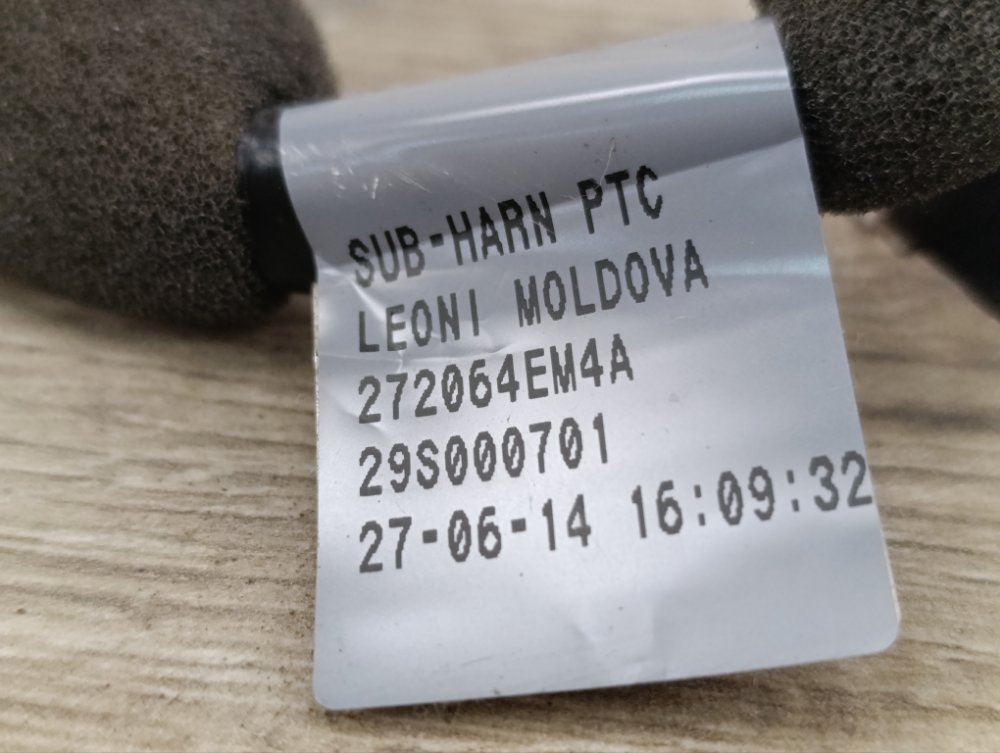 SUB-HARN PTC
LEONI MOLDOVA
272064EM4A
29S000701
27-06-14 16:09:32